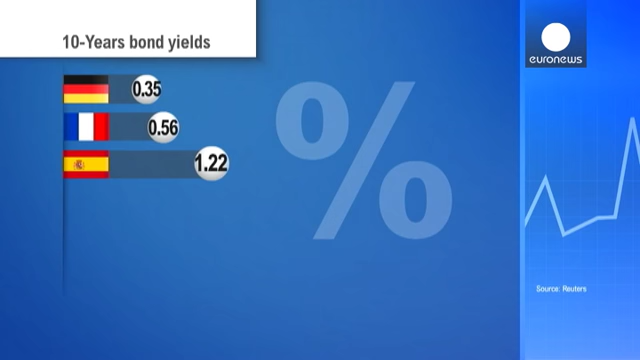 10-Years bond yields
0.35
0.56
1.22
%
euronews
Source: Reuters